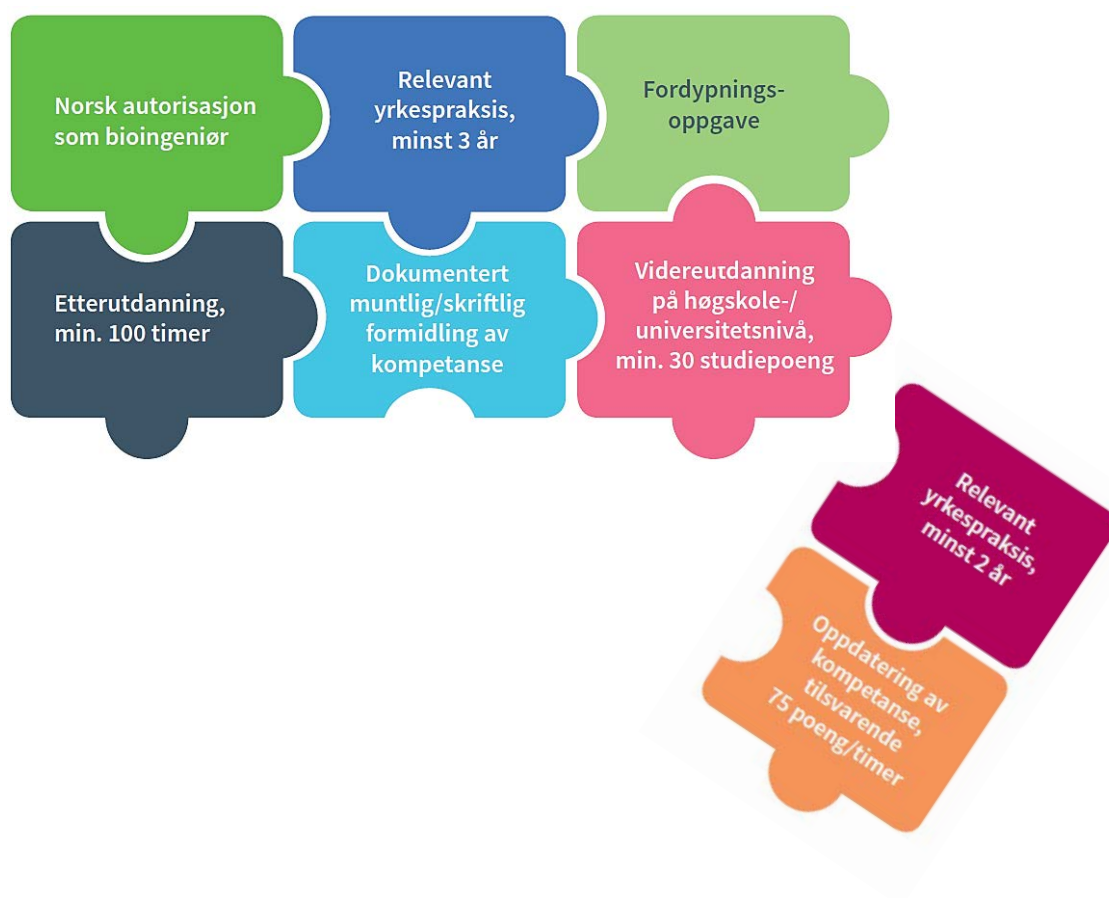 Norsk autorisasjon
som bioingeniør
Relevant
yrkespraksis,
minst 3 år
Fordypnings-
oppgave
Etterutdanning,
min. 100 timer
Dokumentert
muntlig/skriftlig
formidling av
kompetanse
Videreutdanning
på høgskole-/
universitetsnivå,
min. 30 studiepoeng
Relevant
yrkespraksis,
minst 2 år
Oppdatering av
kompetanse,
tilsvarende
75 poeng/timer